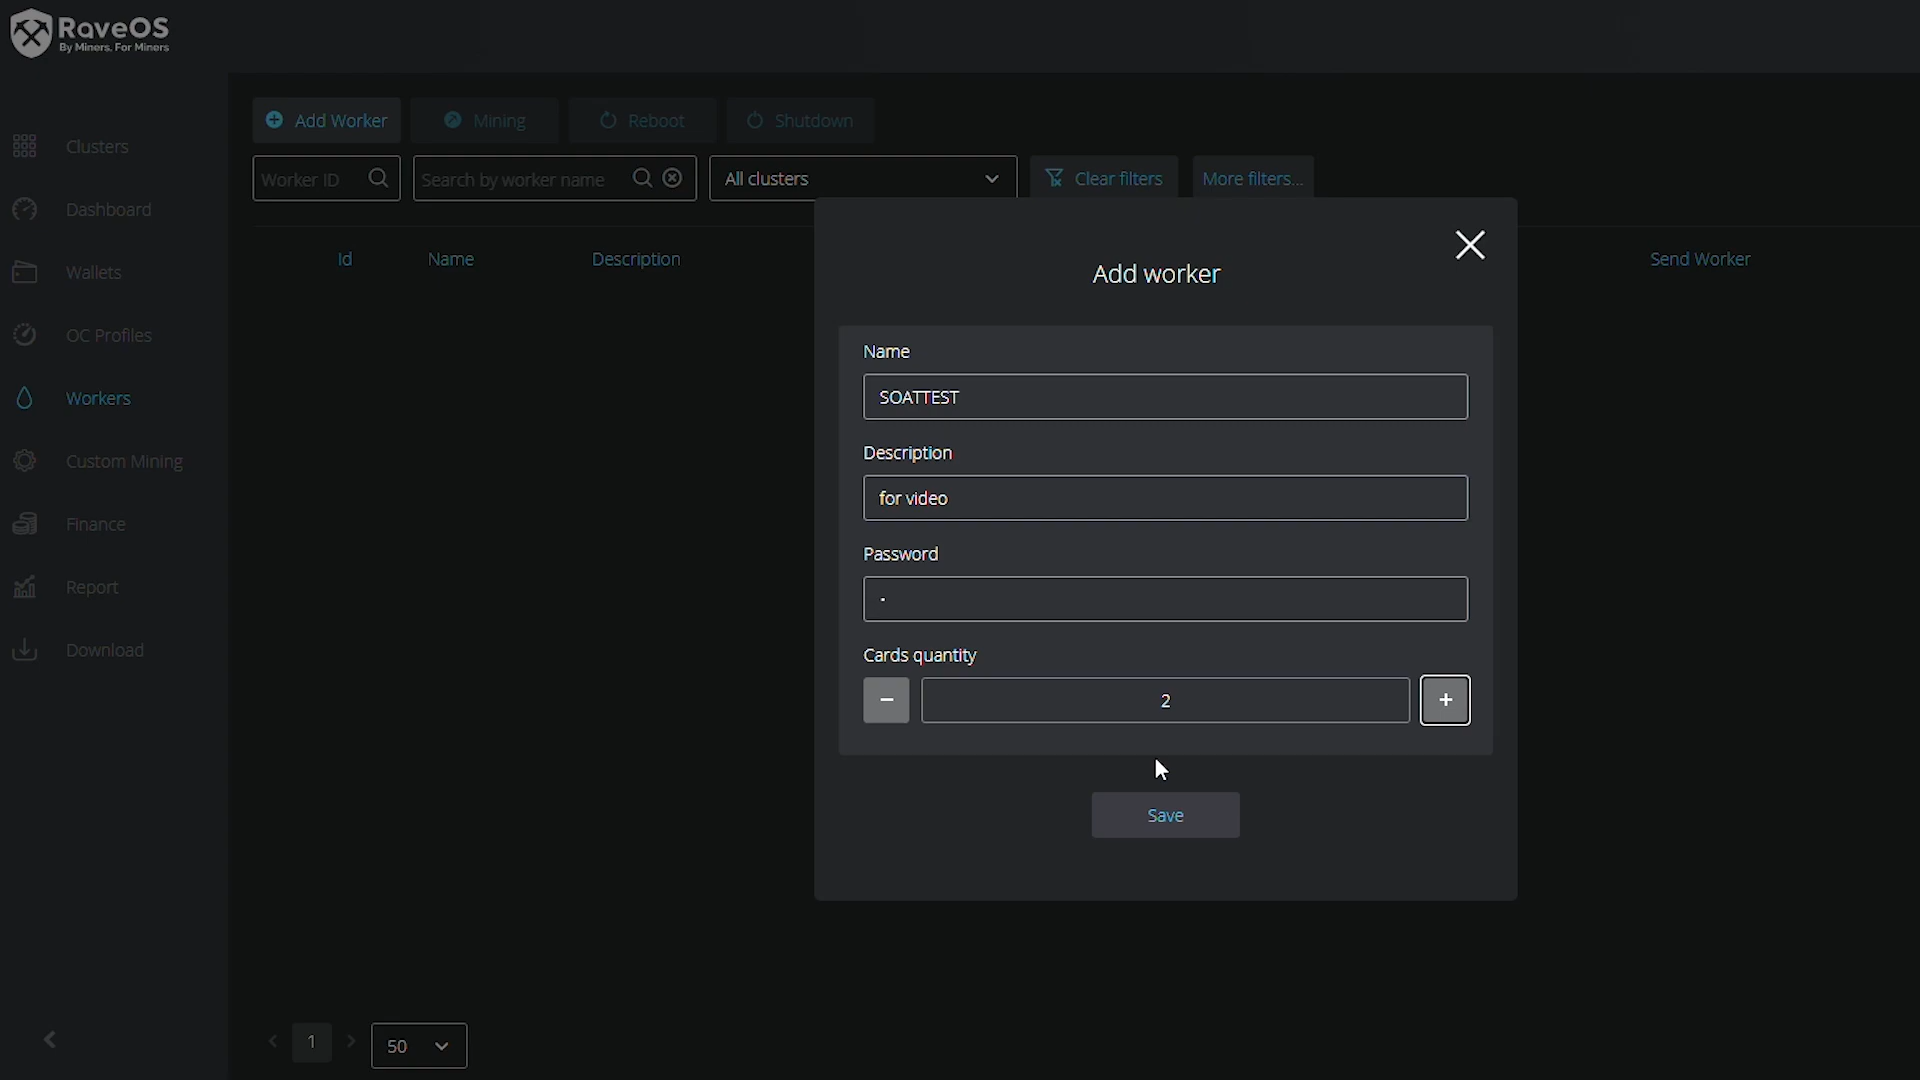 RaveOS
By Miners. For Miners
Add Worker
Mining
Reboot
Shutdown
Worker ID
Search by worker name
All clusters
Clear filters
More filters...
Clusters
Dashboard
Wallets
OC Profiles
Workers
Custom Mining
Finance
Report
Download
Id
Name
Description
Send Worker
Add worker
Name
SOATTEST
Description
for video
Password
Cards quantity
−
2
+
Save
1
50